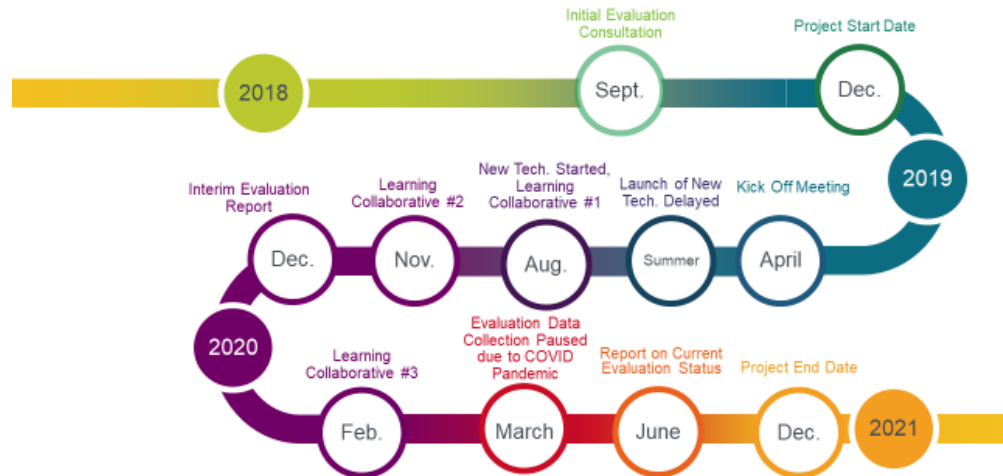 Initial Evaluation
Consultation
Project Start Date
2018
Sept.
Dec.
2019
Kick Off Meeting
April
Launch of New
Tech. Delayed
Summer
New Tech. Started,
Learning
Collaborative #1
Aug.
Learning
Collaborative #2
Nov.
Interim Evaluation
Report
Dec.
2020
Learning
Collaborative #3
Feb.
Evaluation Data
Collection Paused
due to COVID
Pandemic
March
Report on Current
Evaluation Status
June
Project End Date
Dec.
2021